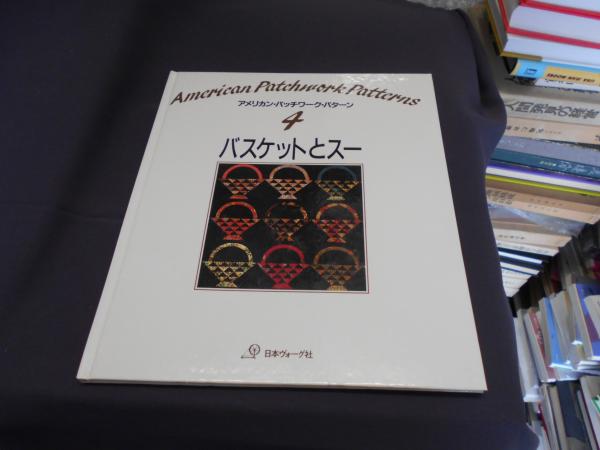 American Patchwork Patterns
アメリカン・パッチワーク・パターン
4
バスケットとスー
日本ヴォーグ社